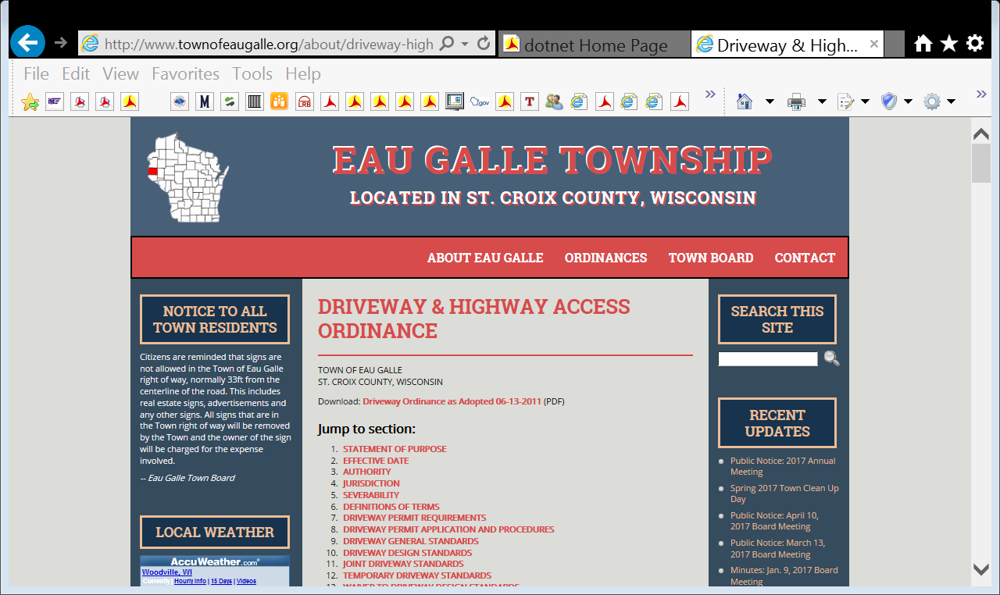 http://www.townofeaugalle.org/about/driveway-high
dotnet Home Page
Driveway & High...
File Edit View Favorites Tools Help
EAU GALLE TOWNSHIP
LOCATED IN ST. CROIX COUNTY, WISCONSIN
ABOUT EAU GALLE ORDINANCES TOWN BOARD CONTACT
NOTICE TO ALL
TOWN RESIDENTS
Citizens are reminded that signs are
not allowed in the Town of Eau Galle
right of way, normally 33ft from the
centerline of the road. This includes
real estate signs, advertisements and
any other signs. All signs that are in
the Town right of way will be removed
by the Town and the owner of the sign
will be charged for the expense
involved.
-- Eau Galle Town Board
LOCAL WEATHER
AccuWeather.com®
Woodville, WI
Currently | Hourly Info | 15 Days | Videos
DRIVEWAY & HIGHWAY ACCESS
ORDINANCE
TOWN OF EAU GALLE
ST. CROIX COUNTY, WISCONSIN
Download: Driveway Ordinance as Adopted 06-13-2011 (PDF)
Jump to section:
1. STATEMENT OF PURPOSE
2. EFFECTIVE DATE
3. AUTHORITY
4. JURISDICTION
5. SEVERABILITY
6. DEFINITIONS OF TERMS
7. DRIVEWAY PERMIT REQUIREMENTS
8. DRIVEWAY PERMIT APPLICATION AND PROCEDURES
9. DRIVEWAY GENERAL STANDARDS
10. DRIVEWAY DESIGN STANDARDS
11. JOINT DRIVEWAY STANDARDS
12. TEMPORARY DRIVEWAY STANDARDS
13. WAIVER TO DRIVEWAY DESIGN STANDARDS
SEARCH THIS
SITE
RECENT
UPDATES
Public Notice: 2017 Annual
Meeting
Spring 2017 Town Clean Up
Day
Public Notice: April 10,
2017 Board Meeting
Public Notice: March 13,
2017 Board Meeting
Minutes: Jan. 9, 2017 Board
Meeting